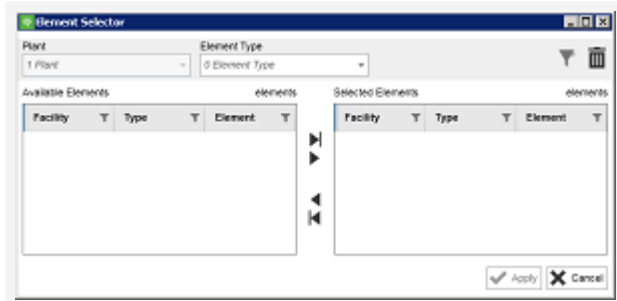 Element Selector
Plant
Element Type
1 Plant
0 Element Type
Available Elements
elements
Selected Elements
elements
Facility
Type
Element
Facility
Type
Element
Apply
Cancel